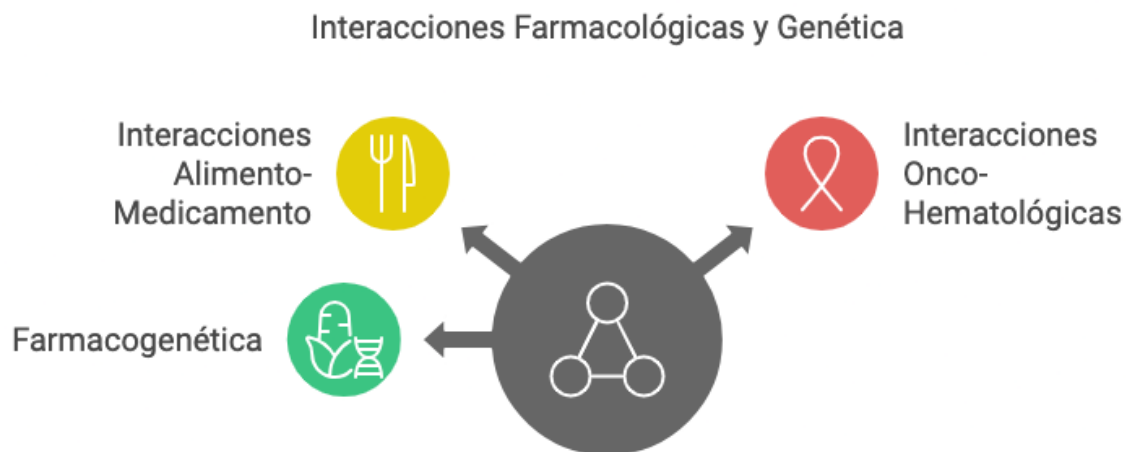 Interacciones Farmacológicas y Genética
Interacciones
Alimento-
Medicamento
Interacciones
Onco-
Hematológicas
Farmacogenética